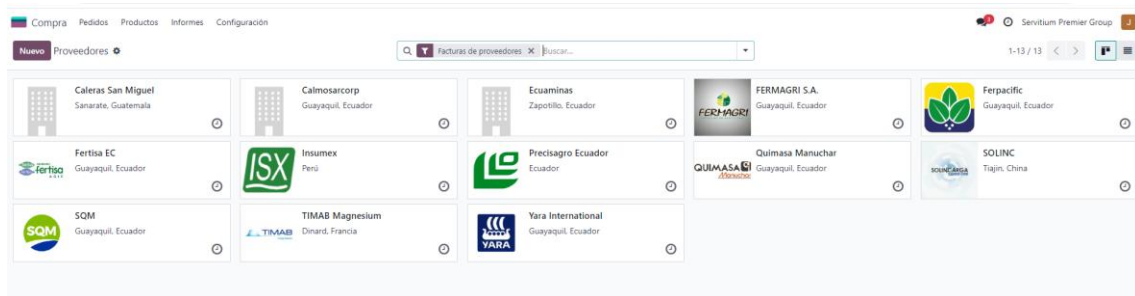 Compra Pedidos Productos Informes Configuración Servitium Premier Group J
Nuevo Proveedores Facturas de proveedores Buscar... 1-13 / 13
Caleras San Miguel
Sanarate, Guatemala
Calmosarcorp
Guayaquil, Ecuador
Ecuaminas
Zapotillo, Ecuador
FERMAGRI
FERMAGRI S.A.
Guayaquil, Ecuador
Ferpacific
Guayaquil, Ecuador
fertisa
Fertisa EC
Guayaquil, Ecuador
ISX
Insumex
Perú
Precisagro Ecuador
Ecuador
QUIMASA
Manuchar
Quimasa Manuchar
Guayaquil, Ecuador
SOLINC
Tiajin, China
SQM
SQM
Guayaquil, Ecuador
TIMAB
TIMAB Magnesium
Dinard, Francia
YARA
Yara International
Guayaquil, Ecuador